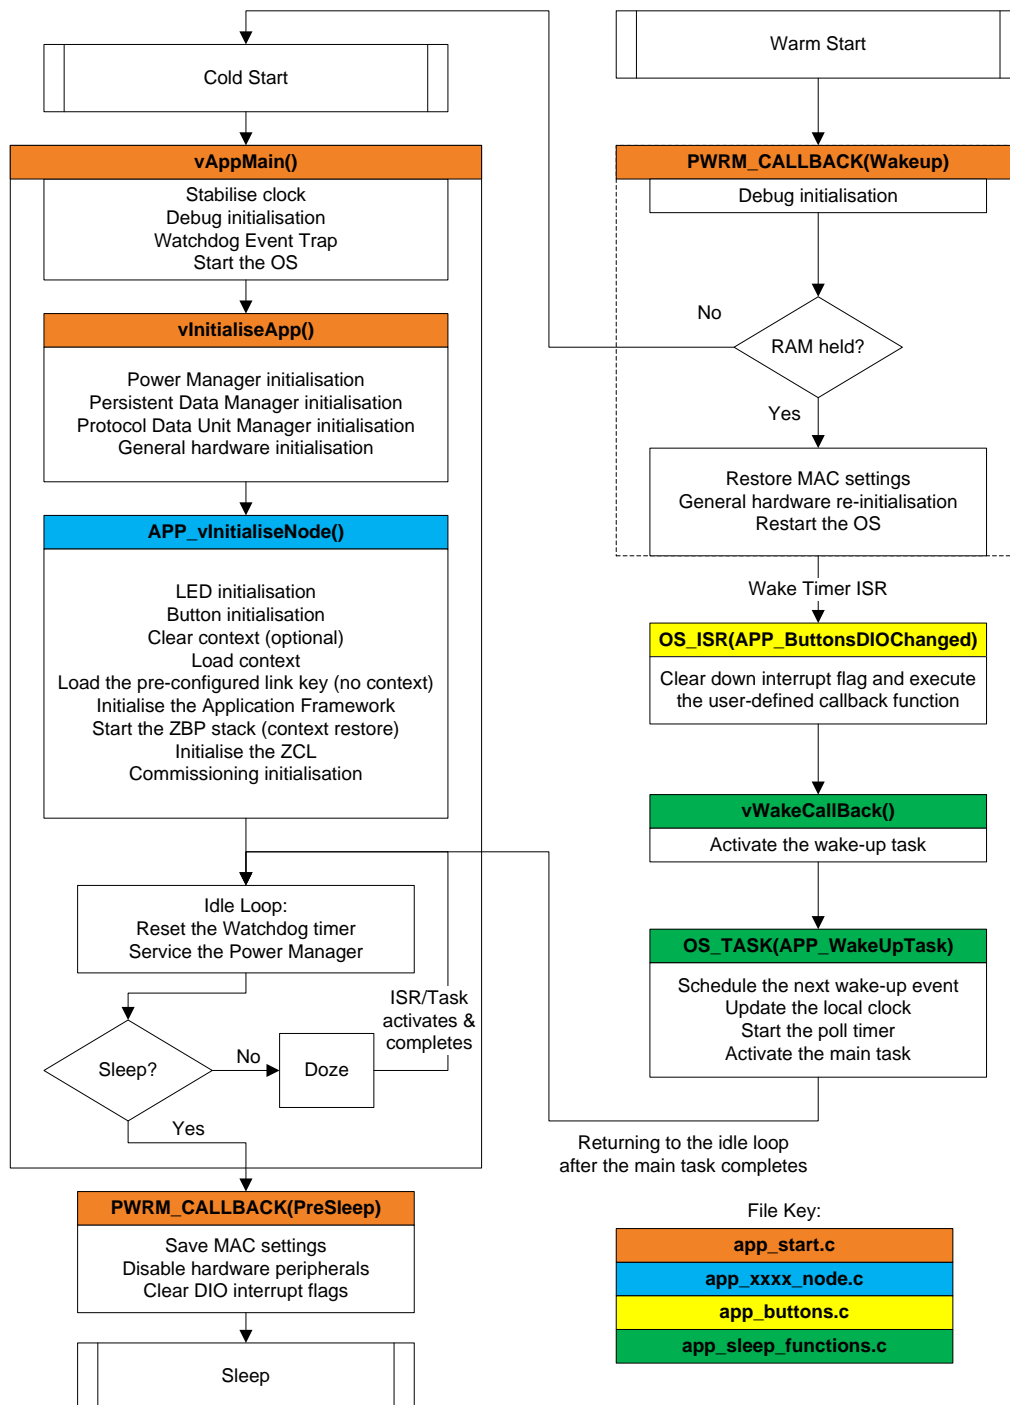 Cold Start
vAppMain()
Stabilise clock
Debug initialisation
Watchdog Event Trap
Start the OS
vInitialiseApp()
Power Manager initialisation
Persistent Data Manager initialisation
Protocol Data Unit Manager initialisation
General hardware initialisation
APP_vInitialiseNode()
LED initialisation
Button initialisation
Clear context (optional)
Load context
Load the pre-configured link key (no context)
Initialise the Application Framework
Start the ZBP stack (context restore)
Initialise the ZCL
Commissioning initialisation
Idle Loop:
Reset the Watchdog timer
Service the Power Manager
ISR/Task
activates &
completes
Sleep?
No
Doze
Yes
PWRM_CALLBACK(PreSleep)
Save MAC settings
Disable hardware peripherals
Clear DIO interrupt flags
Sleep
Warm Start
PWRM_CALLBACK(Wakeup)
Debug initialisation
No
RAM held?
Yes
Restore MAC settings
General hardware re-initialisation
Restart the OS
Wake Timer ISR
OS_ISR(APP_ButtonsDIOChanged)
Clear down interrupt flag and execute
the user-defined callback function
vWakeCallBack()
Activate the wake-up task
OS_TASK(APP_WakeUpTask)
Schedule the next wake-up event
Update the local clock
Start the poll timer
Activate the main task
Returning to the idle loop
after the main task completes
File Key:
app_start.c
app_xxxx_node.c
app_buttons.c
app_sleep_functions.c